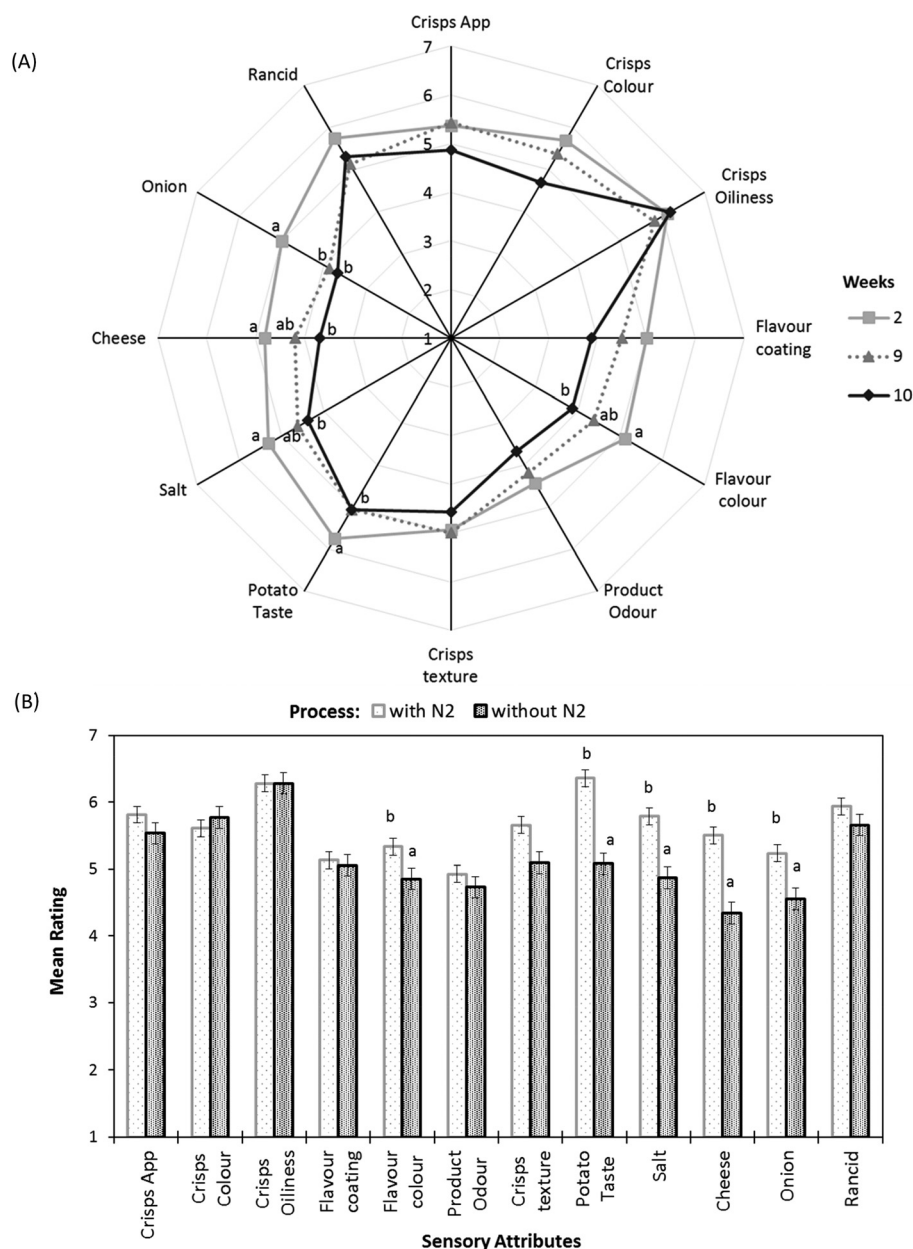 (A)
Crisps App
7
6
5
4
3
2
1
Crisps
Colour
Crisps
Oiliness
Flavour
coating
Flavour
colour
Product
Odour
Crisps
texture
Potato
Taste
Salt
Cheese
Onion
Rancid
a
b
b
a
ab
b
a
ab
b
b
a
b
ab
a
Weeks
2
9
10
(B)
Process: with N2 without N2
Mean Rating
7
6
5
4
3
2
1
b
a
b
a
b
a
b
a
b
a
Crisps App
Crisps
Colour
Crisps
Oiliness
Flavour
coating
Flavour
colour
Product
Odour
Crisps
texture
Potato
Taste
Salt
Cheese
Onion
Rancid
Sensory Attributes